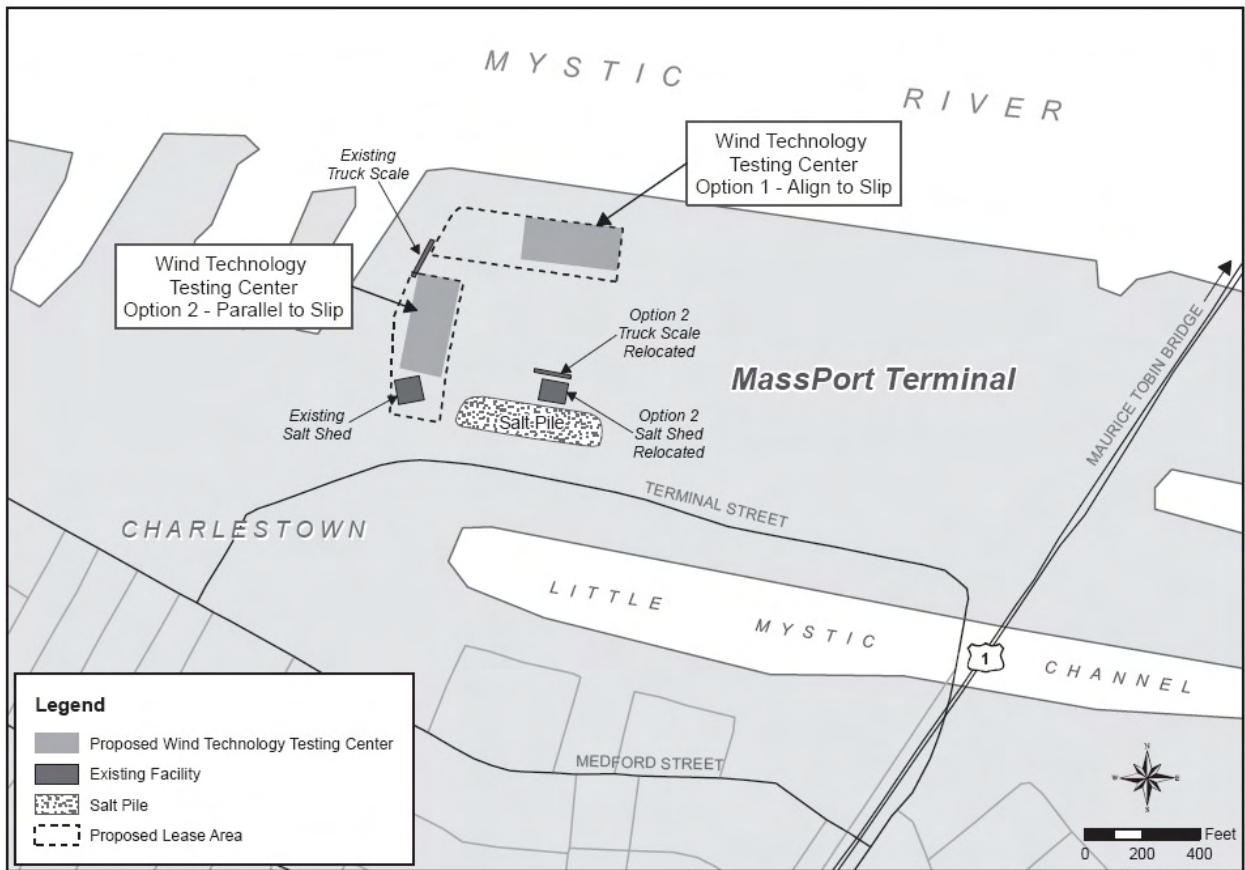 MYSTIC
RIVER
Existing
Truck Scale
Wind Technology
Testing Center
Option 1 - Align to Slip
Wind Technology
Testing Center
Option 2 - Parallel to Slip
Option 2
Truck Scale
Relocated
MassPort Terminal
MAURICE TOBIN BRIDGE
Existing
Salt Shed
Salt Pile
Option 2
Salt Shed
Relocated
TERMINAL STREET
CHARLESTOWN
LITTLE MYSTIC CHANNEL
1
MEDFORD STREET
Legend
Proposed Wind Technology Testing Center
Existing Facility
Salt Pile
Proposed Lease Area
N
W E
S
Feet
0 200 400